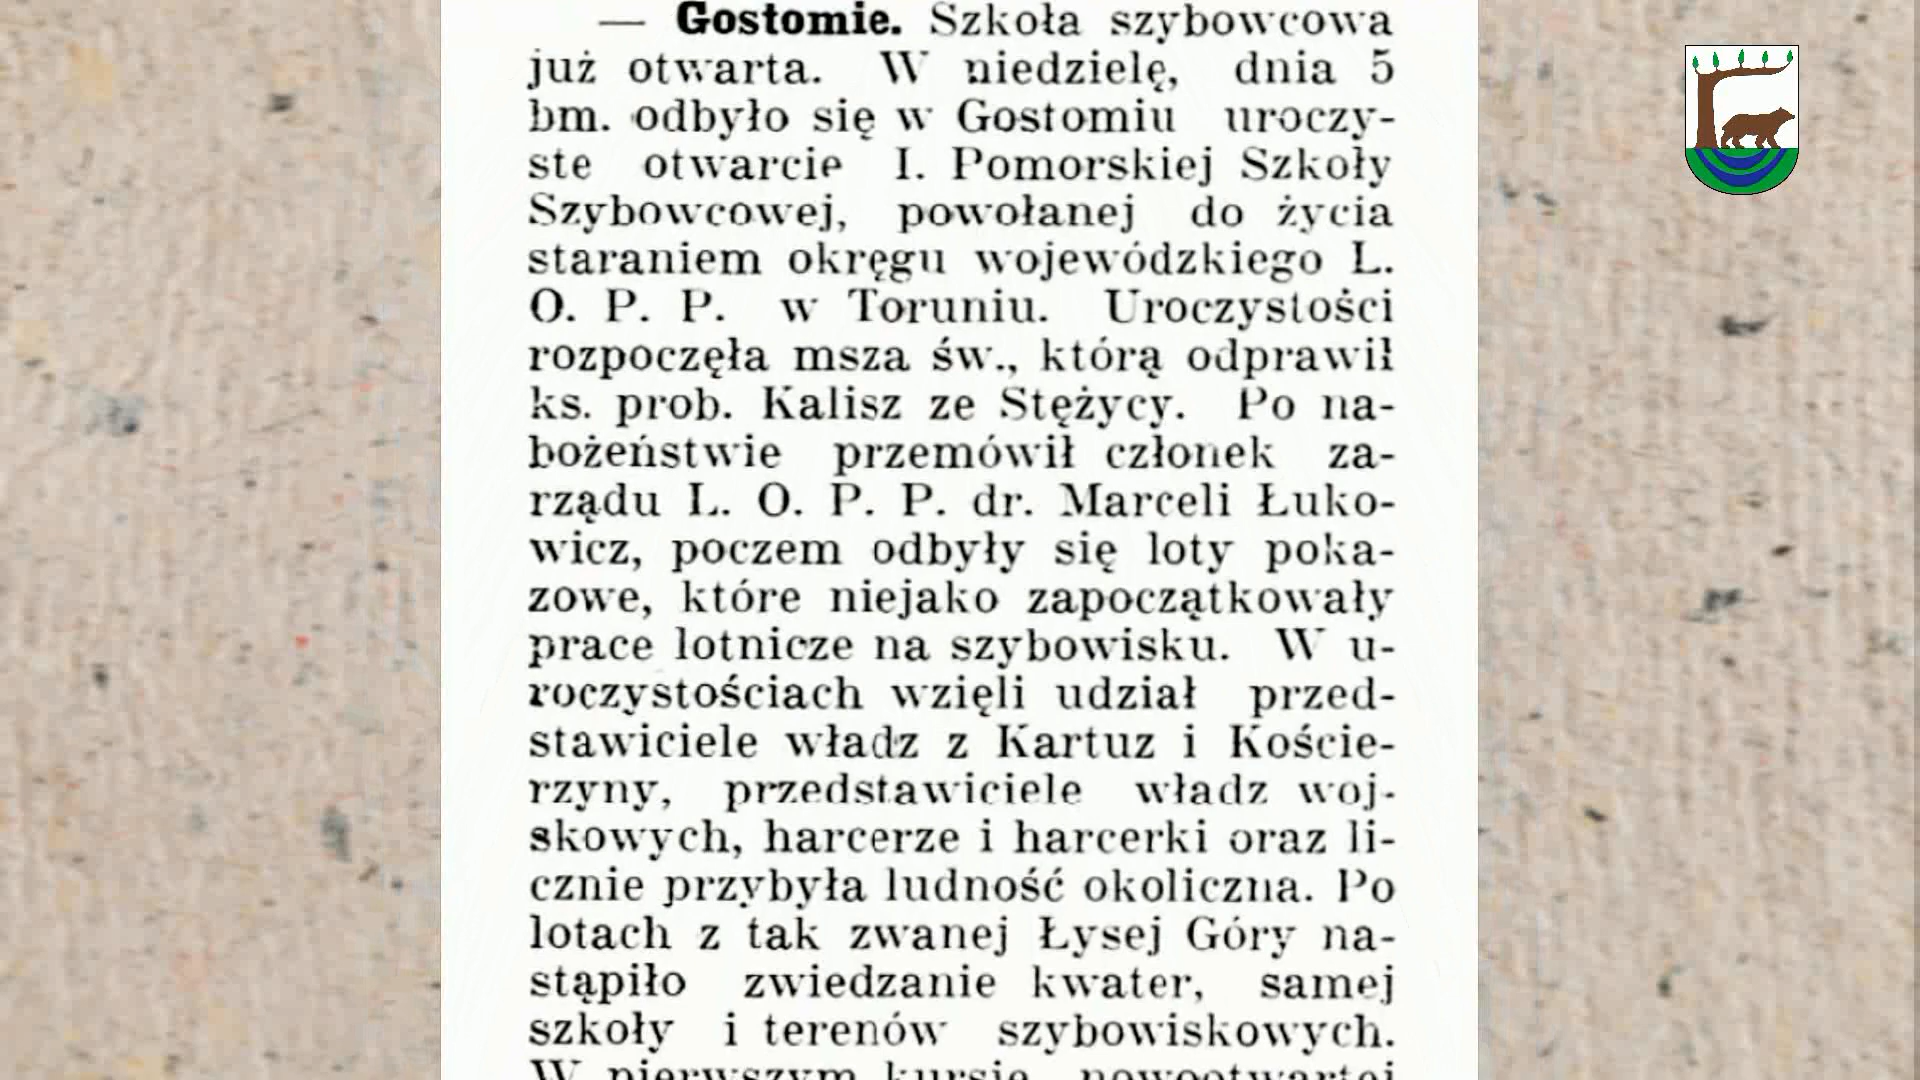 — Gostomie. Szkoła szybowcowa
już otwarta. W niedzielę, dnia 5
bm. odbyło się w Gostomiu uroczy-
ste otwarcie I. Pomorskiej Szkoły
Szybowcowej, powołanej do życia
staraniem okręgu wojewódzkiego L.
O. P. P. w Toruniu. Uroczystości
rozpoczęła msza św., którą odprawił
ks. prob. Kalisz ze Stężycy. Po na-
bożeństwie przemówił członek za-
rządu L. O. P. P. dr. Marceli Łuko-
wicz, poczem odbyły się loty poka-
zowe, które niejako zapoczątkowały
prace lotnicze na szybowisku. W u-
roczystościach wzięli udział przed-
stawiciele władz z Kartuz i Koście-
rzyny, przedstawiciele władz woj-
skowych, harcerze i harcerki oraz li-
cznie przybyła ludność okoliczna. Po
lotach z tak zwanej Łysej Góry na-
stąpiło zwiedzanie kwater, samej
szkoły i terenów szybowiskowych.
W pierwszym kursie nowootwartej